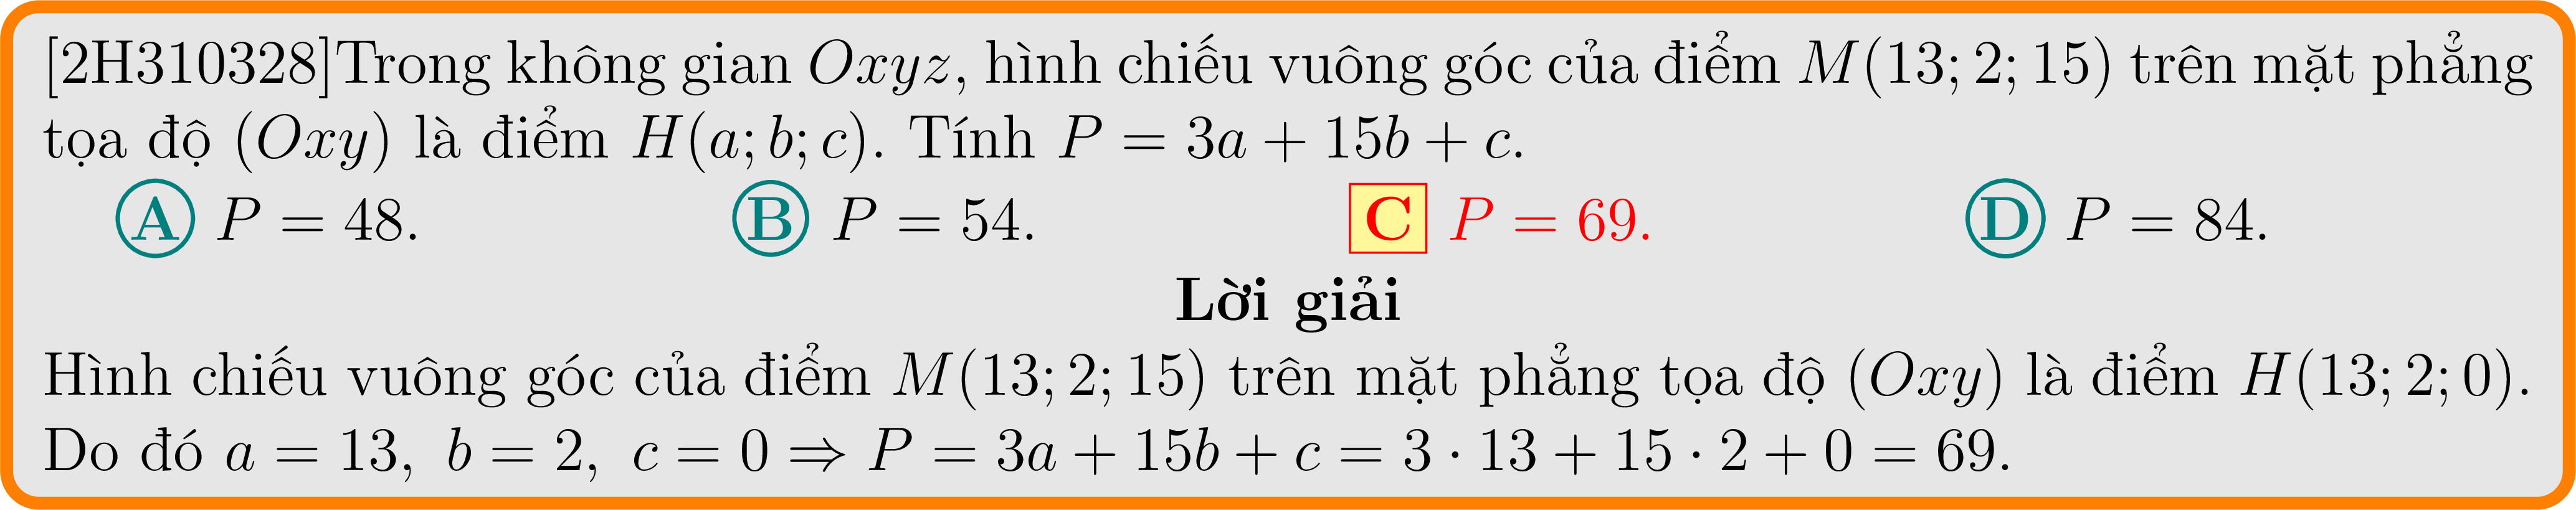 [2H310328]Trong không gian Oxyz, hình chiếu vuông góc của điểm M(13; 2; 15) trên mặt phẳng
tọa độ (Oxy) là điểm H(a; b; c). Tính P = 3a + 15b + c.
A P = 48. B P = 54. C P = 69. D P = 84.
Lời giải
Hình chiếu vuông góc của điểm M(13; 2; 15) trên mặt phẳng tọa độ (Oxy) là điểm H(13; 2; 0).
Do đó a = 13, b = 2, c = 0 ⇒ P = 3a + 15b + c = 3 · 13 + 15 · 2 + 0 = 69.